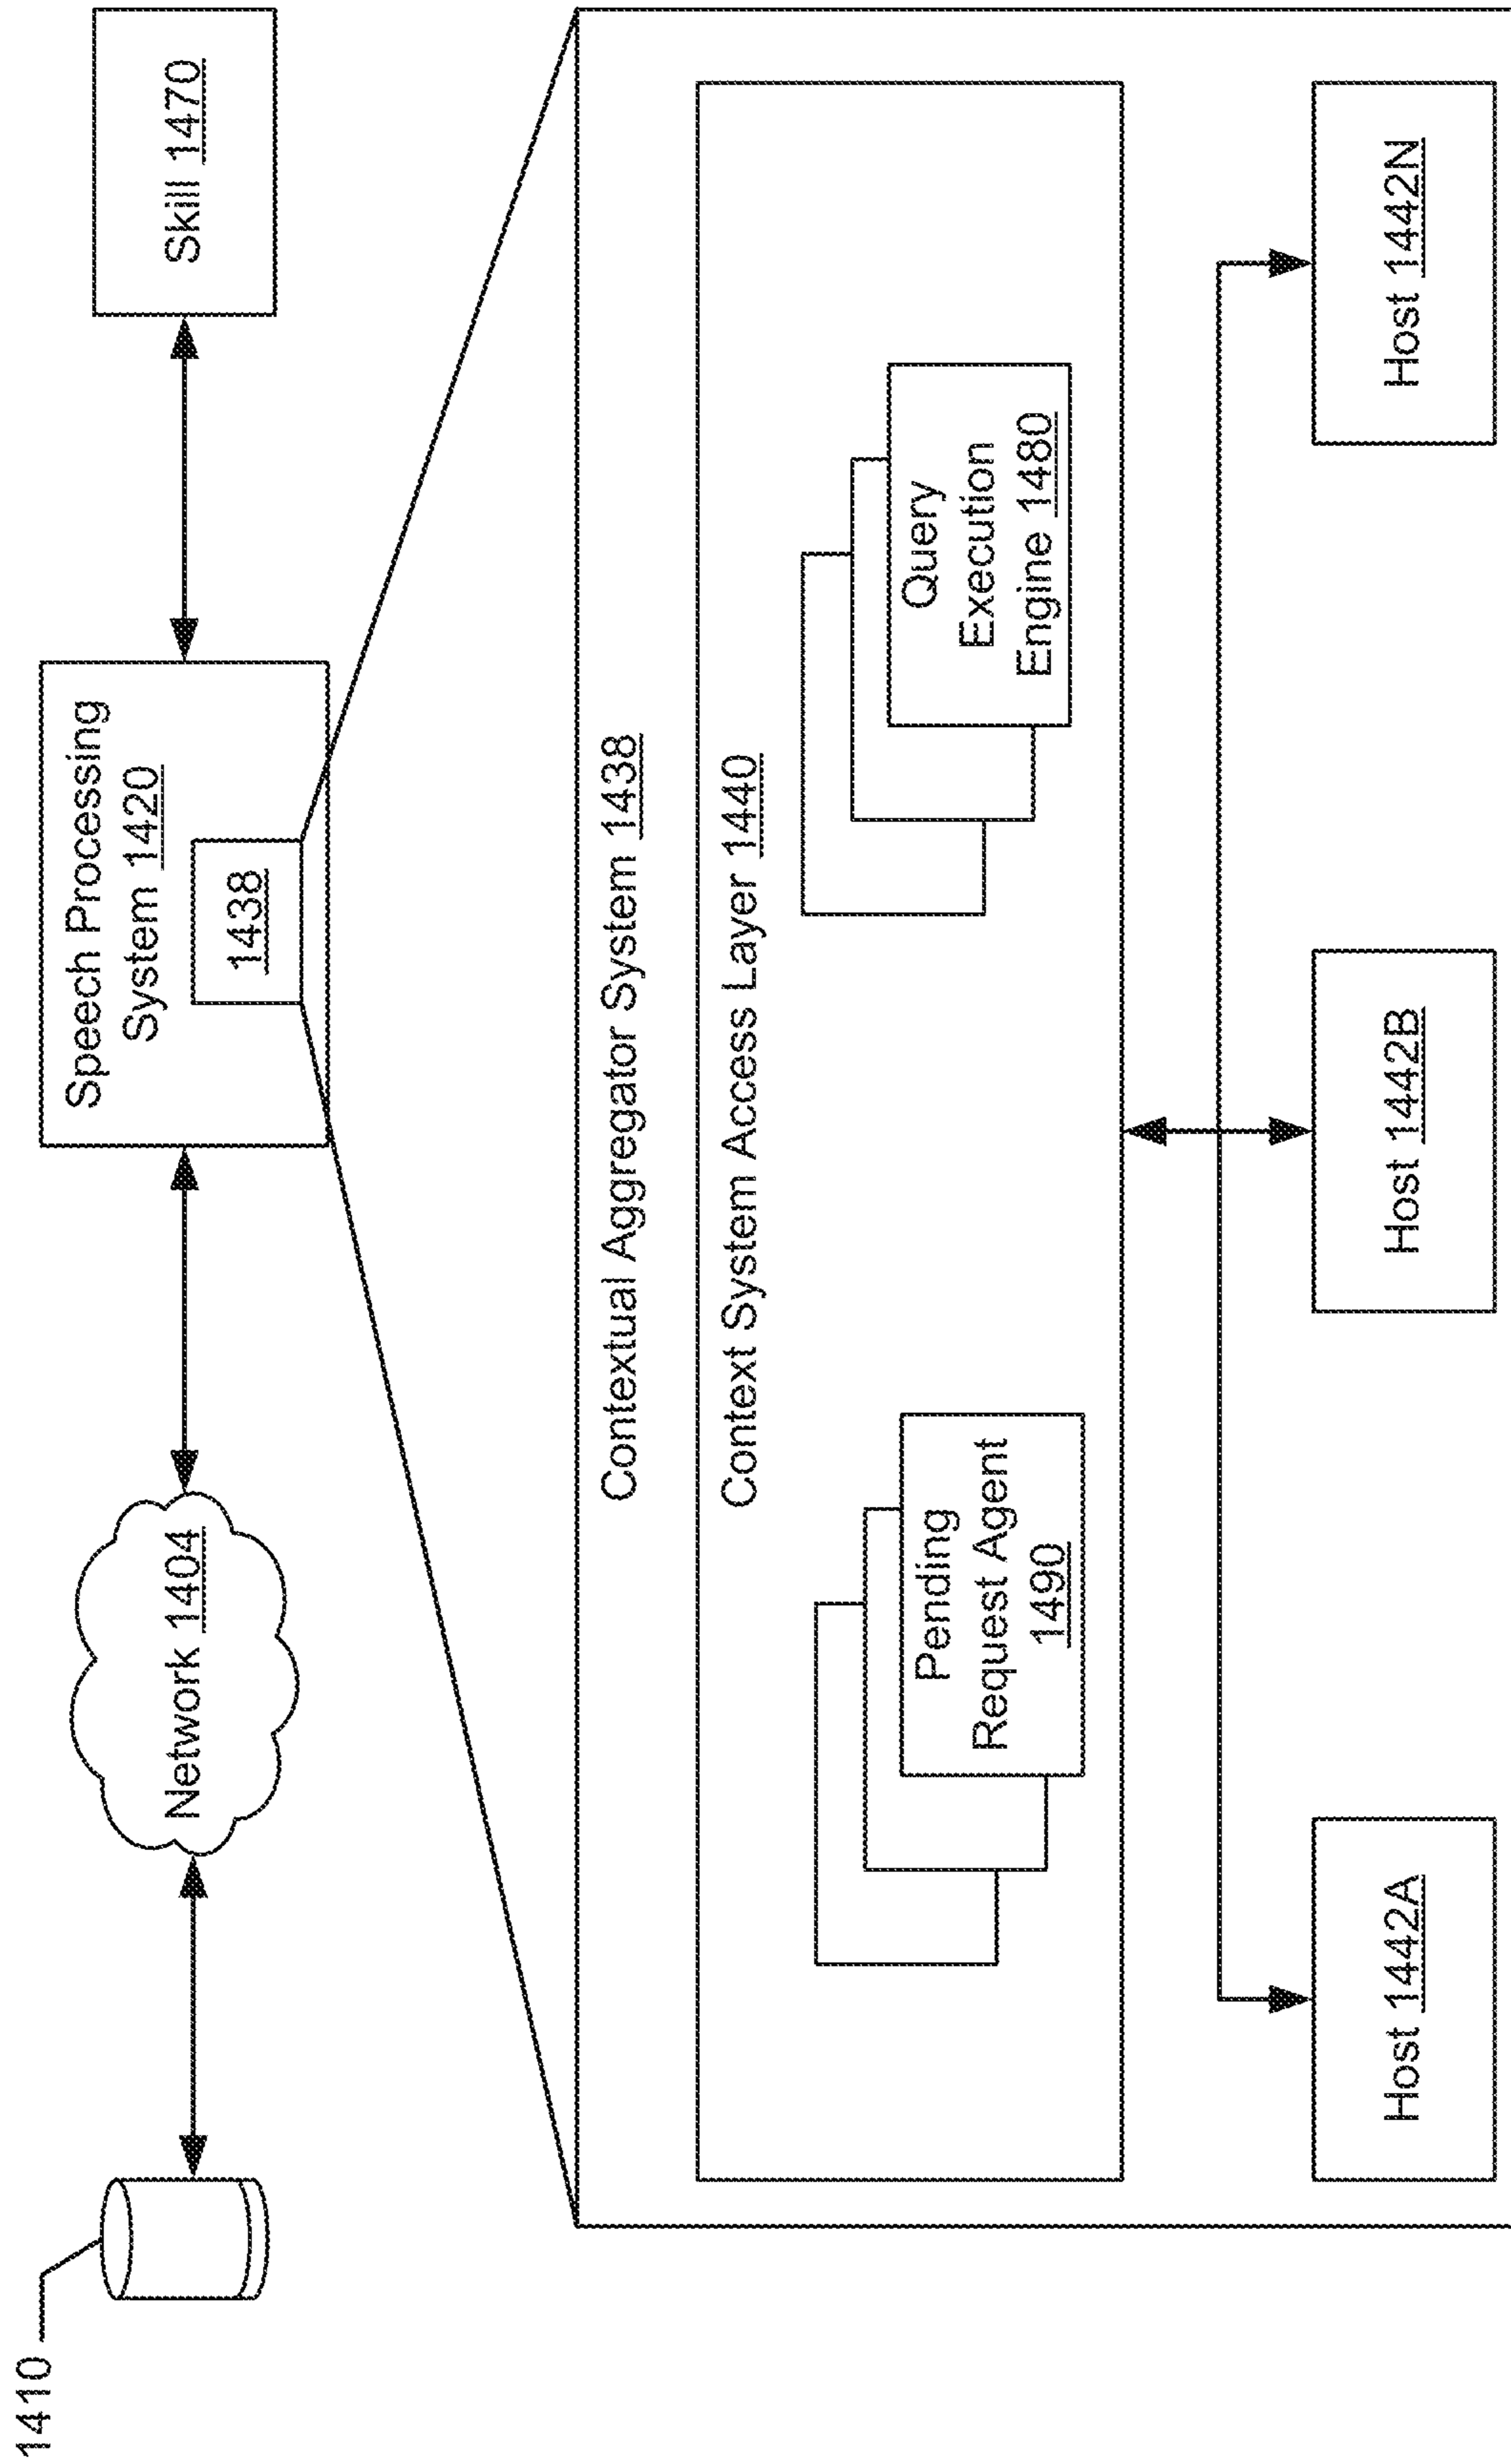 1410
Network 1404
Speech Processing
System 1420
1438
Skill 1470
Contextual Aggregator System 1438
Context System Access Layer 1440
Pending
Request Agent
1490
Query
Execution
Engine 1480
Host 1442A
Host 1442B
Host 1442N